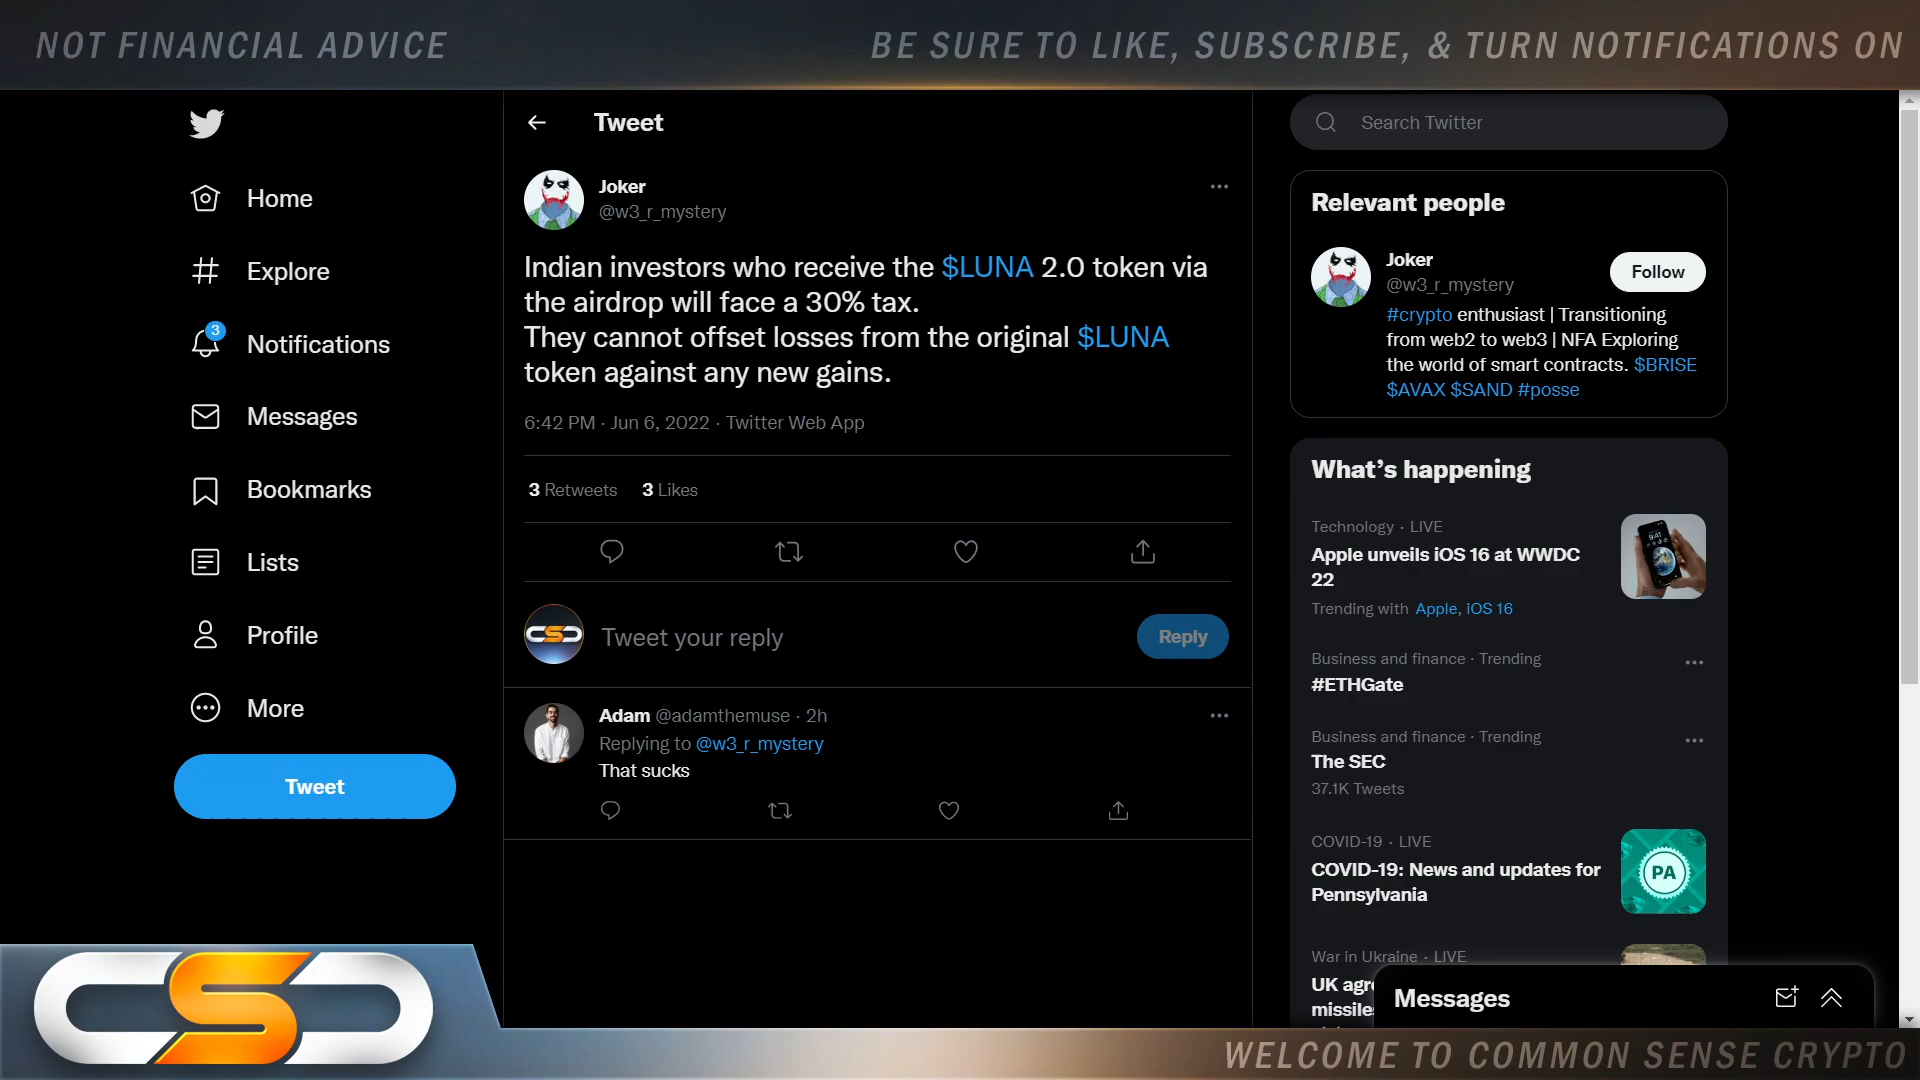 NOT FINANCIAL ADVICE
BE SURE TO LIKE, SUBSCRIBE, & TURN NOTIFICATIONS ON
Home
Explore
3
Notifications
Messages
Bookmarks
Lists
Profile
More
Tweet
Tweet
Joker
@w3_r_mystery
Indian investors who receive the $LUNA 2.0 token via
the airdrop will face a 30% tax.
They cannot offset losses from the original $LUNA
token against any new gains.
6:42 PM · Jun 6, 2022 · Twitter Web App
3 Retweets 3 Likes
CSC
Tweet your reply
Reply
Adam @adamthemuse · 2h
Replying to @w3_r_mystery
That sucks
Search Twitter
Relevant people
Joker
@w3_r_mystery
Follow
#crypto enthusiast | Transitioning
from web2 to web3 | NFA Exploring
the world of smart contracts. $BRISE
$AVAX $SAND #posse
What's happening
Technology · LIVE
Apple unveils iOS 16 at WWDC
22
Trending with Apple, iOS 16
9:41
Business and finance · Trending
#ETHGate
Business and finance · Trending
The SEC
37.1K Tweets
COVID-19 · LIVE
COVID-19: News and updates for
Pennsylvania
PA
War in Ukraine · LIVE
UK agr
missile
Messages
CSC
WELCOME TO COMMON SENSE CRYPTO